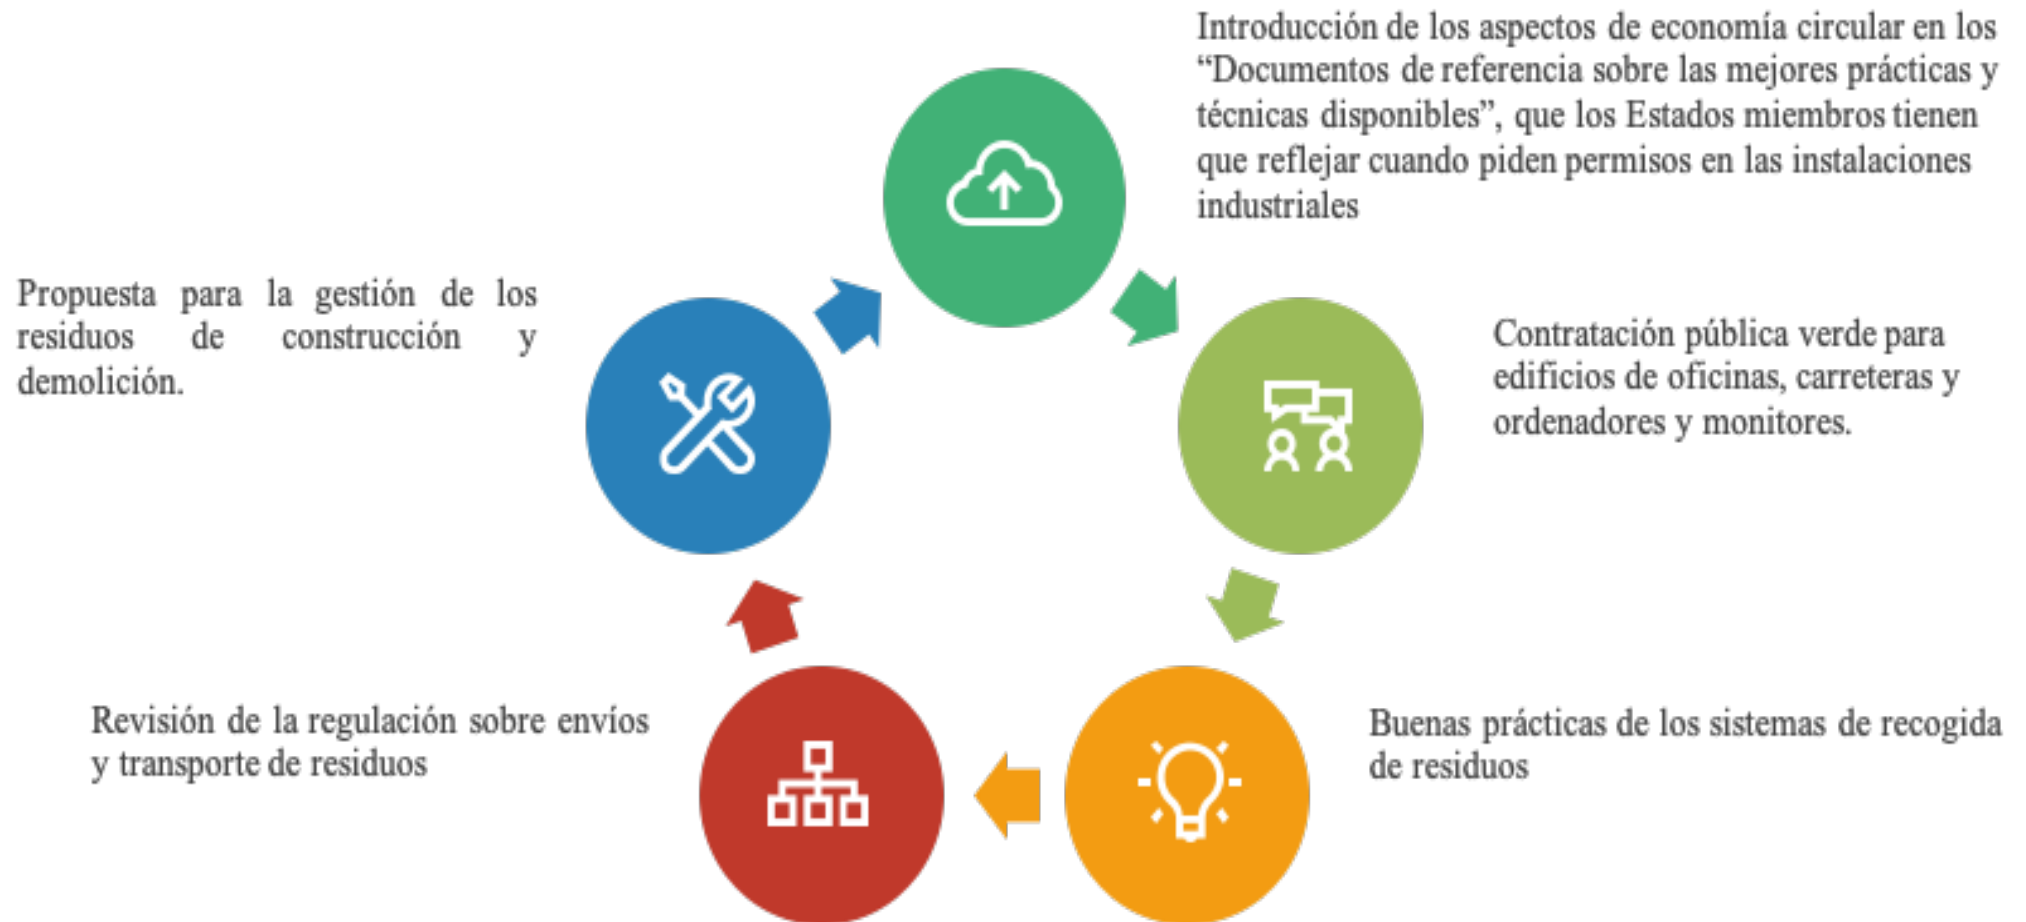 Introducción de los aspectos de economía circular en los
“Documentos de referencia sobre las mejores prácticas y
técnicas disponibles”, que los Estados miembros tienen
que reflejar cuando piden permisos en las instalaciones
industriales
Contratación pública verde para
edificios de oficinas, carreteras y
ordenadores y monitores.
Buenas prácticas de los sistemas de recogida
de residuos
Revisión de la regulación sobre envíos
y transporte de residuos
Propuesta para la gestión de los
residuos de construcción y
demolición.